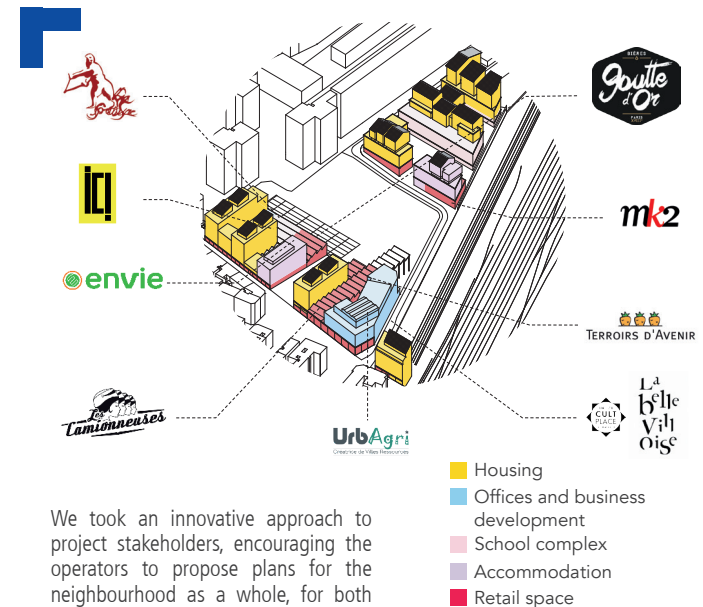 BIÈRES
goutte
d'Or
PARIS
ICI
mk2
envie
TERROIRS D'AVENIR
Les
Camionneuses
CULT
PLACE
La
belle
Vill
oise
UrbAgri
Créatrice de Villes Ressources
Housing
Offices and business
development
School complex
Accommodation
Retail space
We took an innovative approach to
project stakeholders, encouraging the
operators to propose plans for the
neighbourhood as a whole, for both